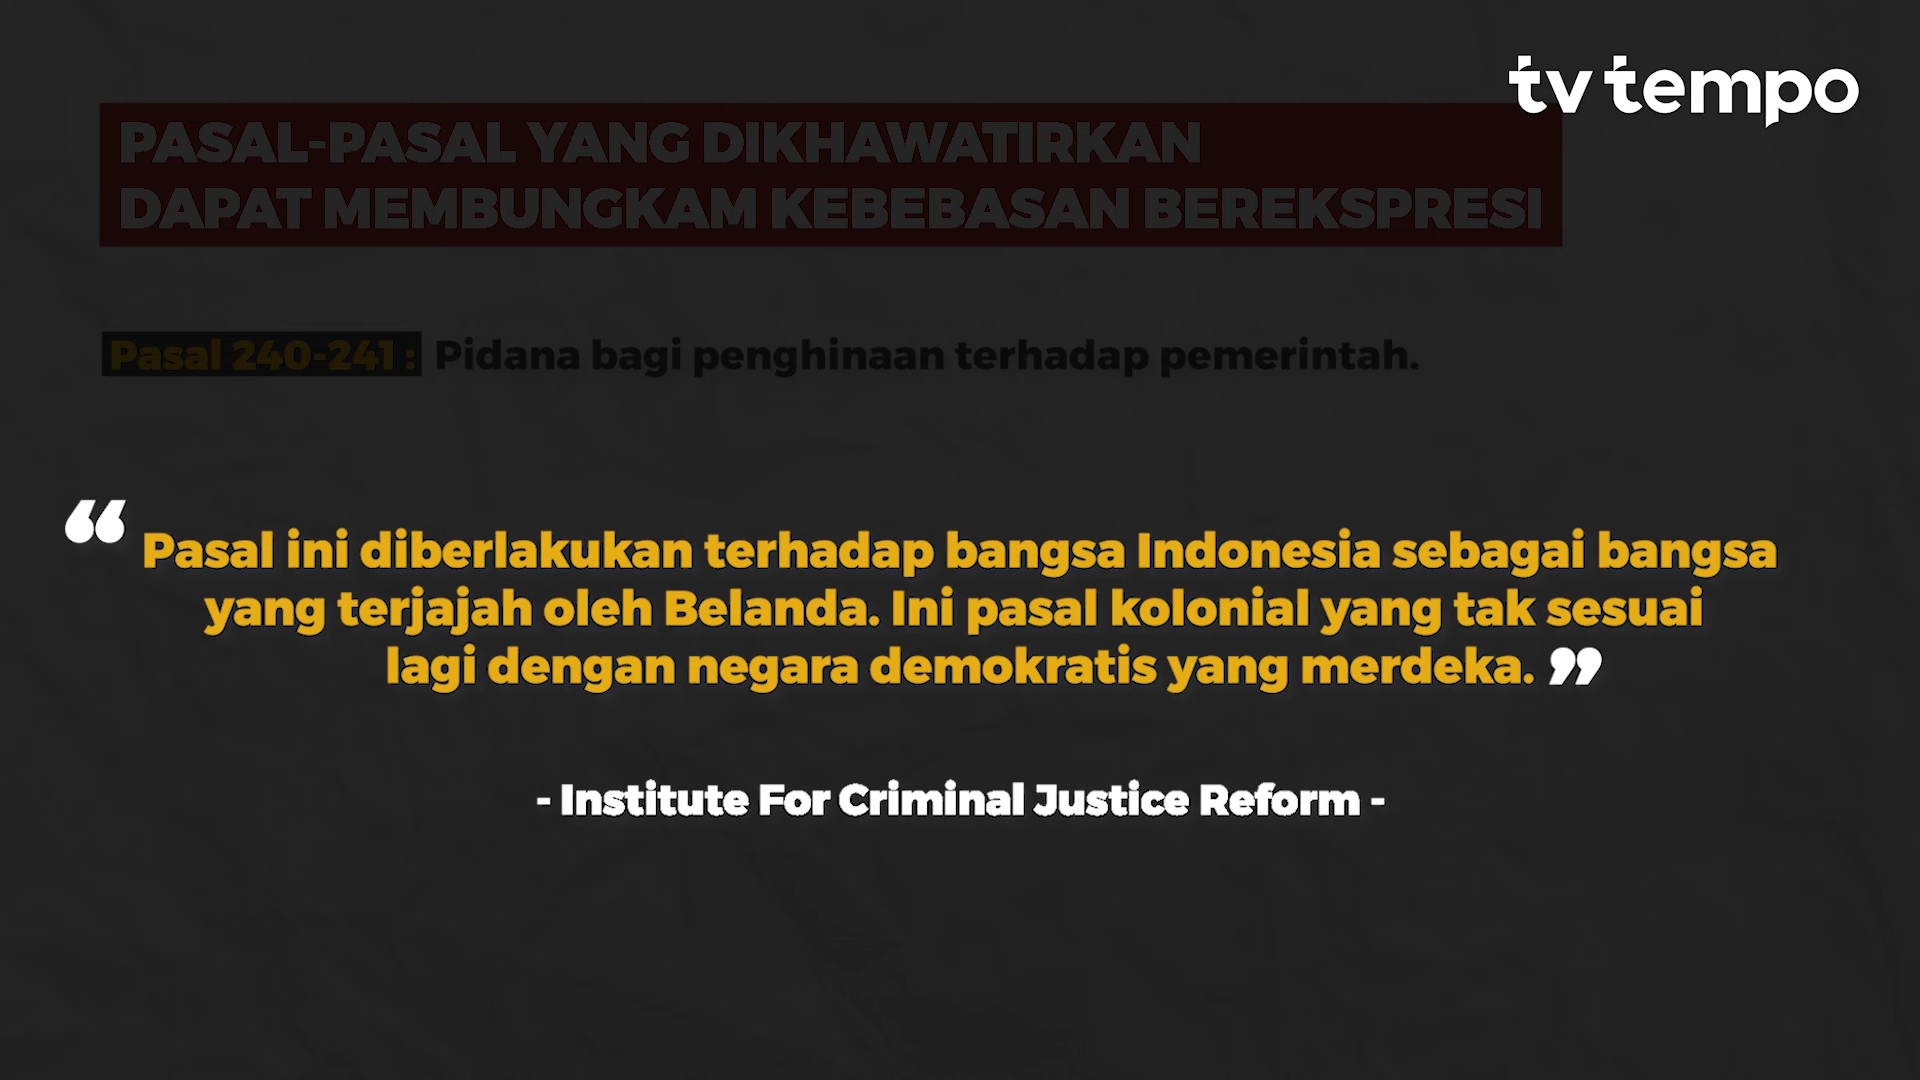 tv tempo
PASAL-PASAL YANG DIKHAWATIRKAN
DAPAT MEMBUNGKAM KEBEBASAN BEREKSPRESI
Pasal 240-241 : Pidana bagi penghinaan terhadap pemerintah.
“ Pasal ini diberlakukan terhadap bangsa Indonesia sebagai bangsa
yang terjajah oleh Belanda. Ini pasal kolonial yang tak sesuai
lagi dengan negara demokratis yang merdeka. ”
- Institute For Criminal Justice Reform -